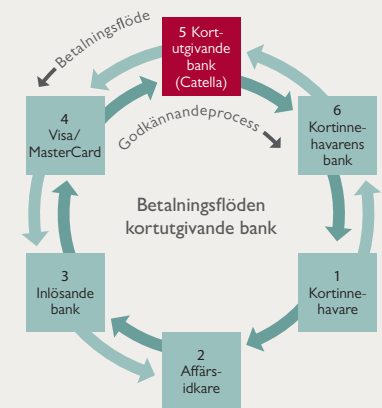 Betalningsflöde
5 Kort-
utgivande
bank
(Catella)
4
Visa/
MasterCard
Godkännandeprocess
6
Kortinne-
havarens
bank
Betalningsflöden
kortutgivande bank
3
Inlösande
bank
1
Kortinne-
havare
2
Affärs-
idkare